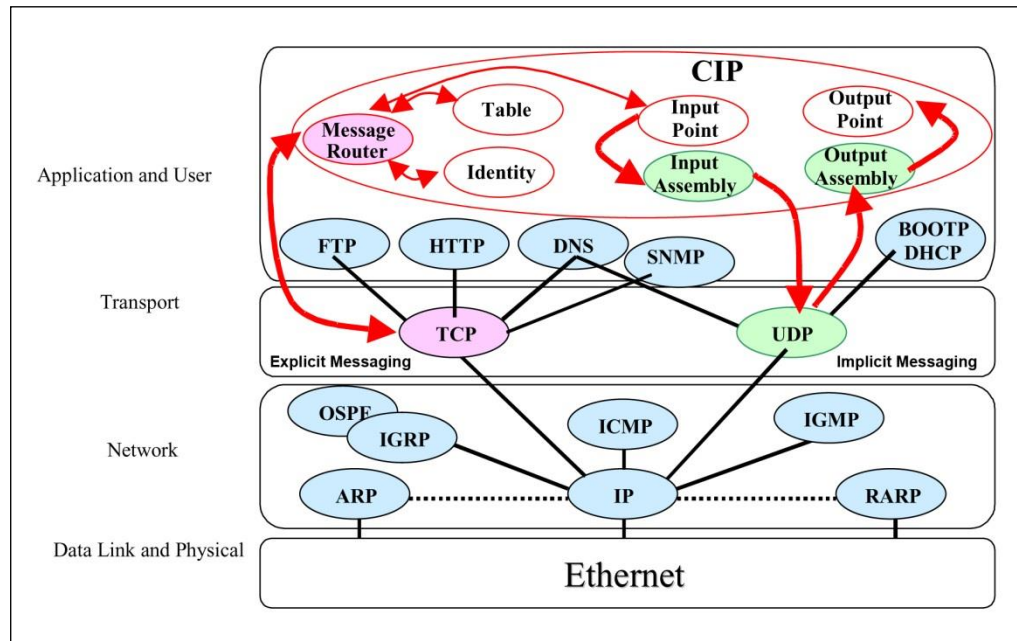 CIP
Table
Input
Point
Output
Point
Message
Router
Identity
Input
Assembly
Output
Assembly
Application and User
FTP
HTTP
DNS
SNMP
BOOTP
DHCP
Transport
TCP
UDP
Explicit Messaging
Implicit Messaging
OSPF
IGRP
ICMP
IGMP
Network
ARP
IP
RARP
Data Link and Physical
Ethernet